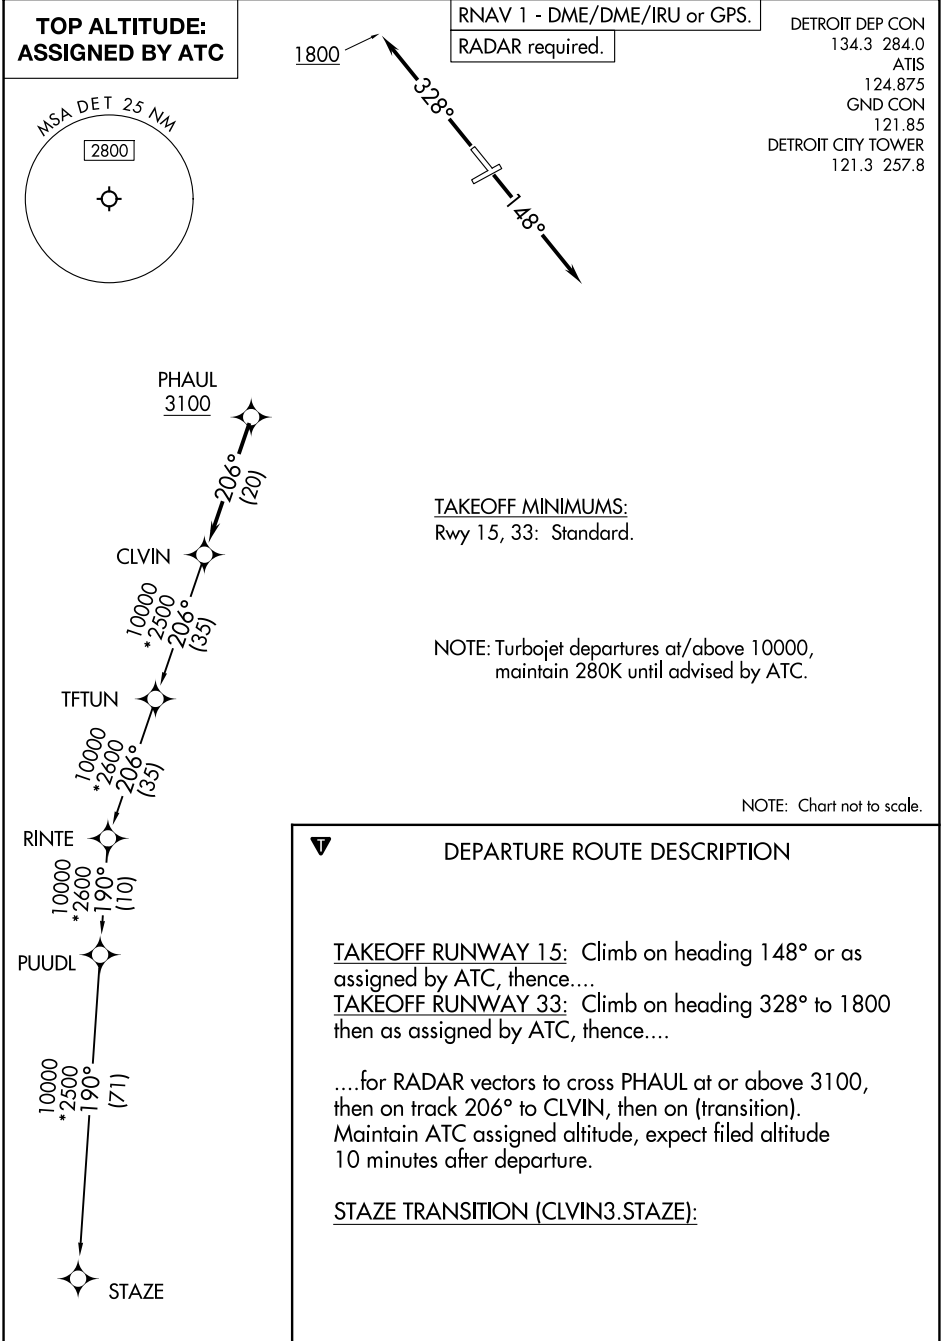 TOP ALTITUDE:
ASSIGNED BY ATC
RNAV 1 - DME/DME/IRU or GPS.
RADAR required.
DETROIT DEP CON
134.3 284.0
ATIS
124.875
GND CON
121.85
DETROIT CITY TOWER
121.3 257.8
MSA DET 25 NM
2800
1800
328°
148°
PHAUL
3100
206°
(20)
CLVIN
10000
*2500
206°
(35)
TFTUN
10000
*2600
206°
(35)
RINTE
10000
*2600
190°
(10)
PUUDL
10000
*2500
190°
(71)
STAZE
TAKEOFF MINIMUMS:
Rwy 15, 33: Standard.
NOTE: Turbojet departures at/above 10000,
maintain 280K until advised by ATC.
NOTE: Chart not to scale.
T
DEPARTURE ROUTE DESCRIPTION
TAKEOFF RUNWAY 15: Climb on heading 148° or as
assigned by ATC, thence....
TAKEOFF RUNWAY 33: Climb on heading 328° to 1800
then as assigned by ATC, thence....
....for RADAR vectors to cross PHAUL at or above 3100,
then on track 206° to CLVIN, then on (transition).
Maintain ATC assigned altitude, expect filed altitude
10 minutes after departure.
STAZE TRANSITION (CLVIN3.STAZE):